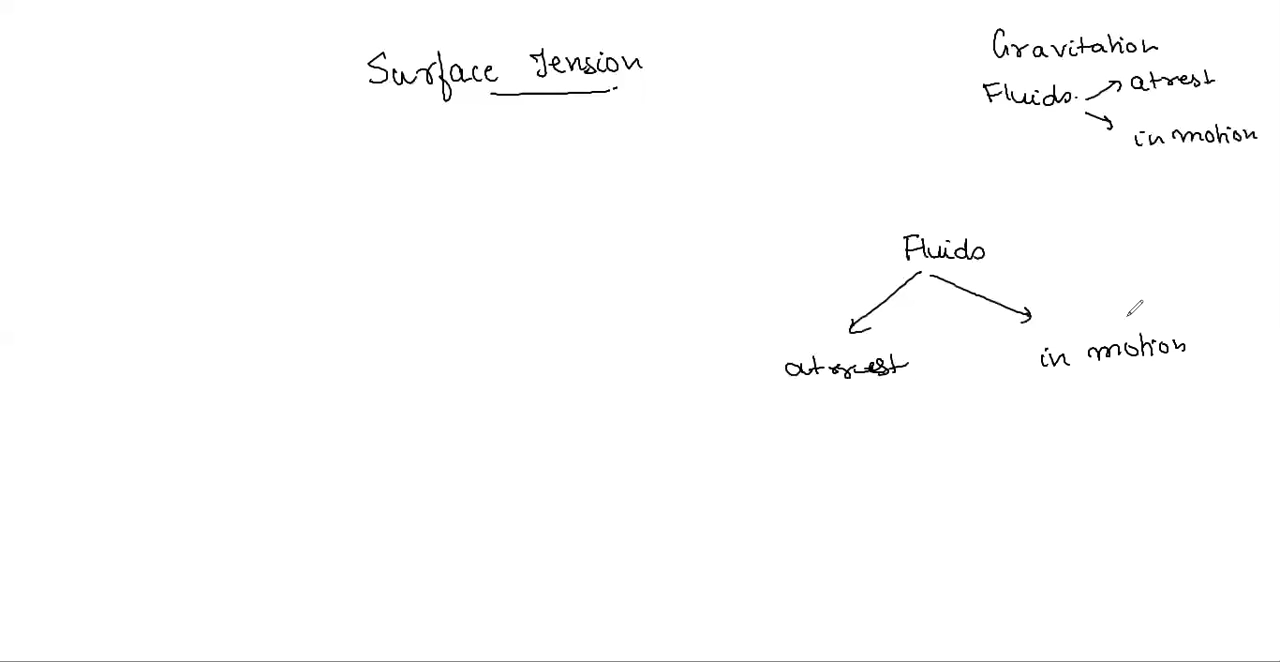 Surface Tension
Gravitation
Fluids. at rest
in motion
Fluids
at rest
in motion